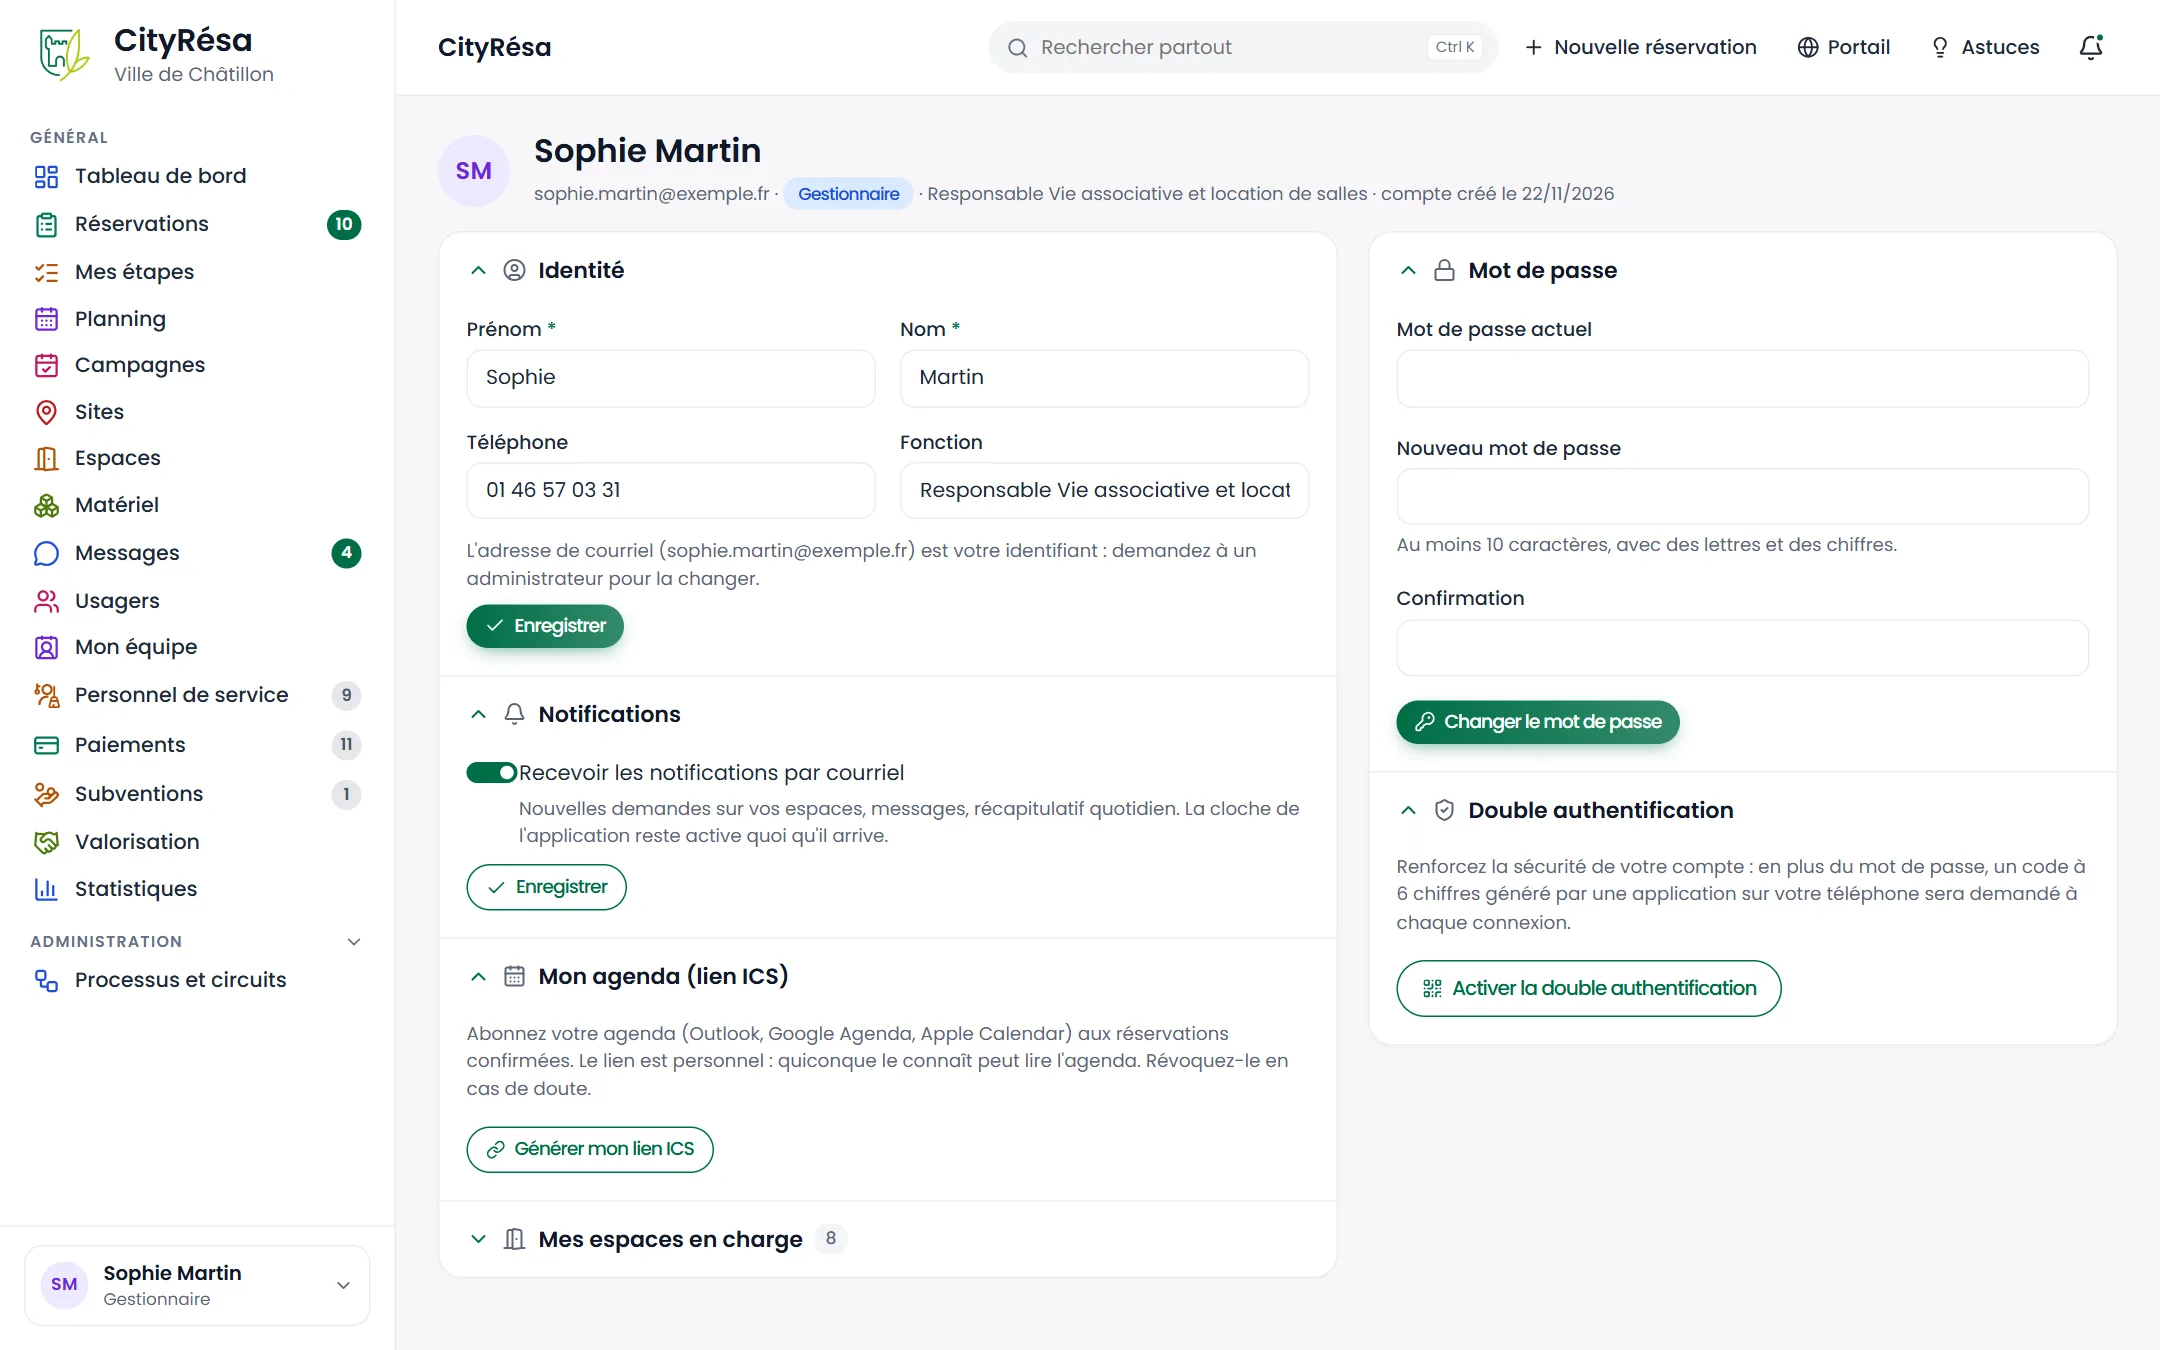 CityRésa
Ville de Châtillon
GÉNÉRAL
Tableau de bord
Réservations 10
Mes étapes
Planning
Campagnes
Sites
Espaces
Matériel
Messages 4
Usagers
Mon équipe
Personnel de service 9
Paiements 11
Subventions 1
Valorisation
Statistiques
ADMINISTRATION
Processus et circuits
SM Sophie Martin
Gestionnaire
CityRésa
Rechercher partout Ctrl K
Nouvelle réservation
Portail
Astuces
SM
Sophie Martin
sophie.martin@exemple.fr · Gestionnaire · Responsable Vie associative et location de salles · compte créé le 22/11/2026
Identité
Prénom * Nom *
Sophie Martin
Téléphone Fonction
01 46 57 03 31 Responsable Vie associative et locat
L'adresse de courriel (sophie.martin@exemple.fr) est votre identifiant : demandez à un
administrateur pour la changer.
Enregistrer
Notifications
Recevoir les notifications par courriel
Nouvelles demandes sur vos espaces, messages, récapitulatif quotidien. La cloche de
l'application reste active quoi qu'il arrive.
Enregistrer
Mon agenda (lien ICS)
Abonnez votre agenda (Outlook, Google Agenda, Apple Calendar) aux réservations
confirmées. Le lien est personnel : quiconque le connaît peut lire l'agenda. Révoquez-le en
cas de doute.
Générer mon lien ICS
Mes espaces en charge 8
Mot de passe
Mot de passe actuel
Nouveau mot de passe
Au moins 10 caractères, avec des lettres et des chiffres.
Confirmation
Changer le mot de passe
Double authentification
Renforcez la sécurité de votre compte : en plus du mot de passe, un code à
6 chiffres généré par une application sur votre téléphone sera demandé à
chaque connexion.
Activer la double authentification